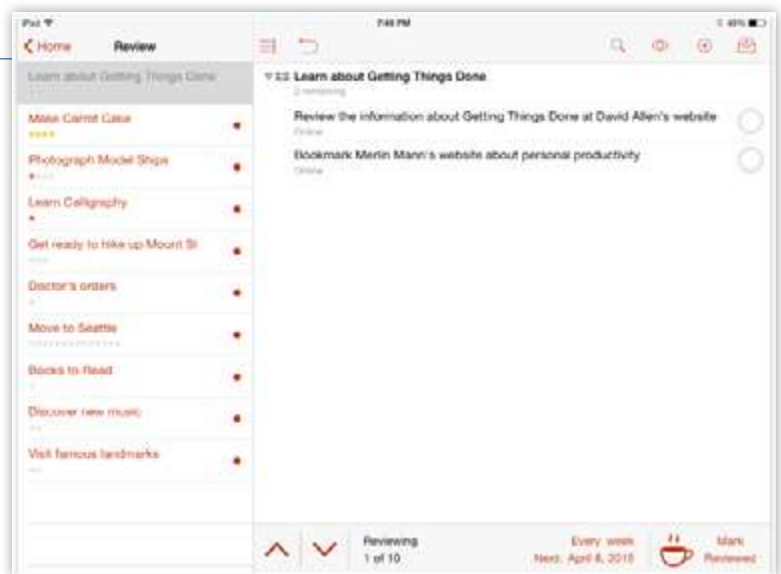 iPad
7:48 PM
Home
Review
Learn about Getting Things Done
Make Carrot Cake
Photograph Model Ships
Learn Calligraphy
Get ready to hike up Mount Si
Doctor's orders
Move to Seattle
Books to Read
Discover new music
Visit famous landmarks
Learn about Getting Things Done
2 remaining
Review the information about Getting Things Done at David Allen's website
Online
Bookmark Merlin Mann's website about personal productivity
Online
Reviewing
1 of 10
Every week
Next: April 8, 2015
Mark
Reviewed